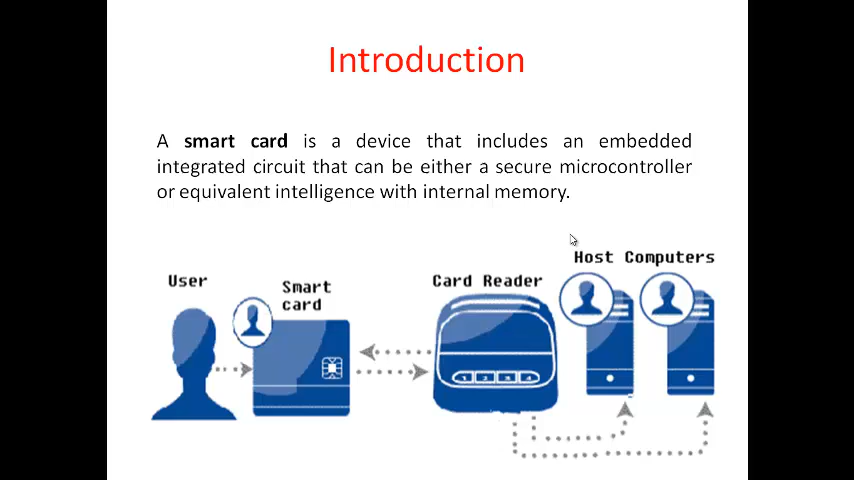 Introduction
A smart card is a device that includes an embedded
integrated circuit that can be either a secure microcontroller
or equivalent intelligence with internal memory.
Host Computers
User
Smart
card
Card Reader
1 2 3 4